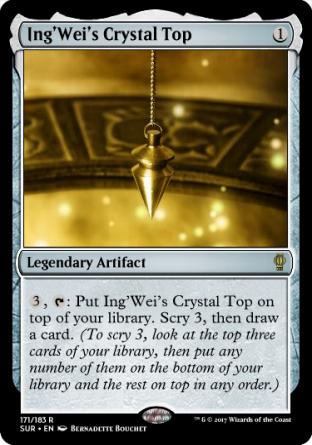 Ing'Wei's Crystal Top 1
Legendary Artifact
3, : Put Ing'Wei's Crystal Top on
top of your library. Scry 3, then draw
a card. (To scry 3, look at the top three
cards of your library, then put any
number of them on the bottom of your
library and the rest on top in any order.)
171/183 R
SUR • EN Bernadette Bouchet
™ & © 2017 Wizards of the Coast